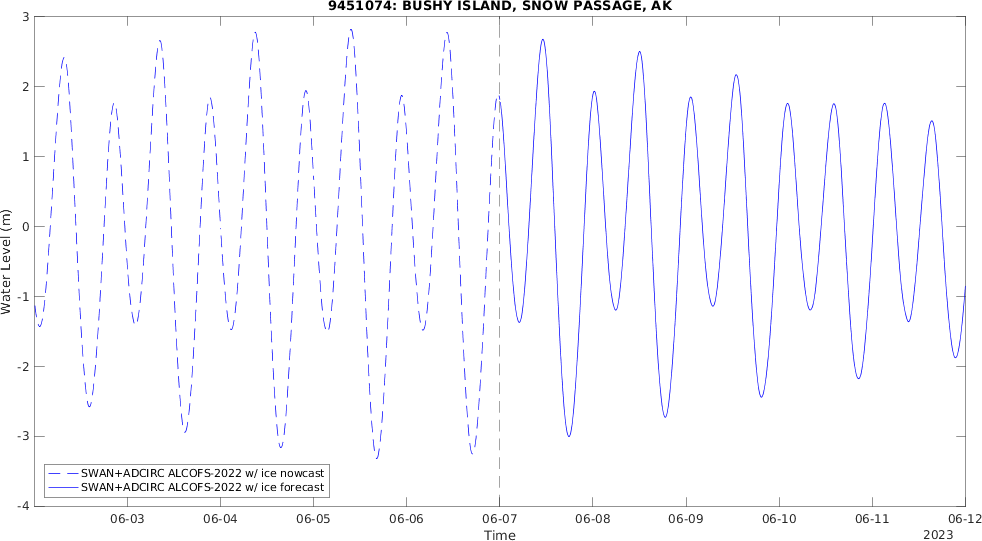 9451074: BUSHY ISLAND, SNOW PASSAGE, AK
3
2
1
0
-1
-2
-3
-4
Water Level (m)
SWAN+ADCIRC ALCOFS-2022 w/ ice nowcast
SWAN+ADCIRC ALCOFS-2022 w/ ice forecast
06-03 06-04 06-05 06-06 06-07 06-08 06-09 06-10 06-11 06-12
Time
2023